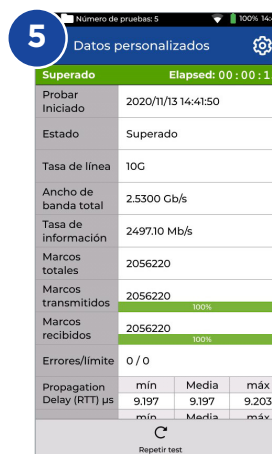 5
Número de pruebas: 5
100%
Datos personalizados
Superado
Elapsed: 00:00:1
Probar
Iniciado
2020/11/13 14:41:50
Estado
Superado
Tasa de línea
10G
Ancho de
banda total
2.5300 Gb/s
Tasa de
información
2497.10 Mb/s
Marcos
totales
2056220
Marcos
transmitidos
2056220
100%
Marcos
recibidos
2056220
100%
Errores/límite
0 / 0
Propagation
Delay (RTT) µs
mín Media máx
9.197 9.197 9.203
mín Media máx
Repetir test